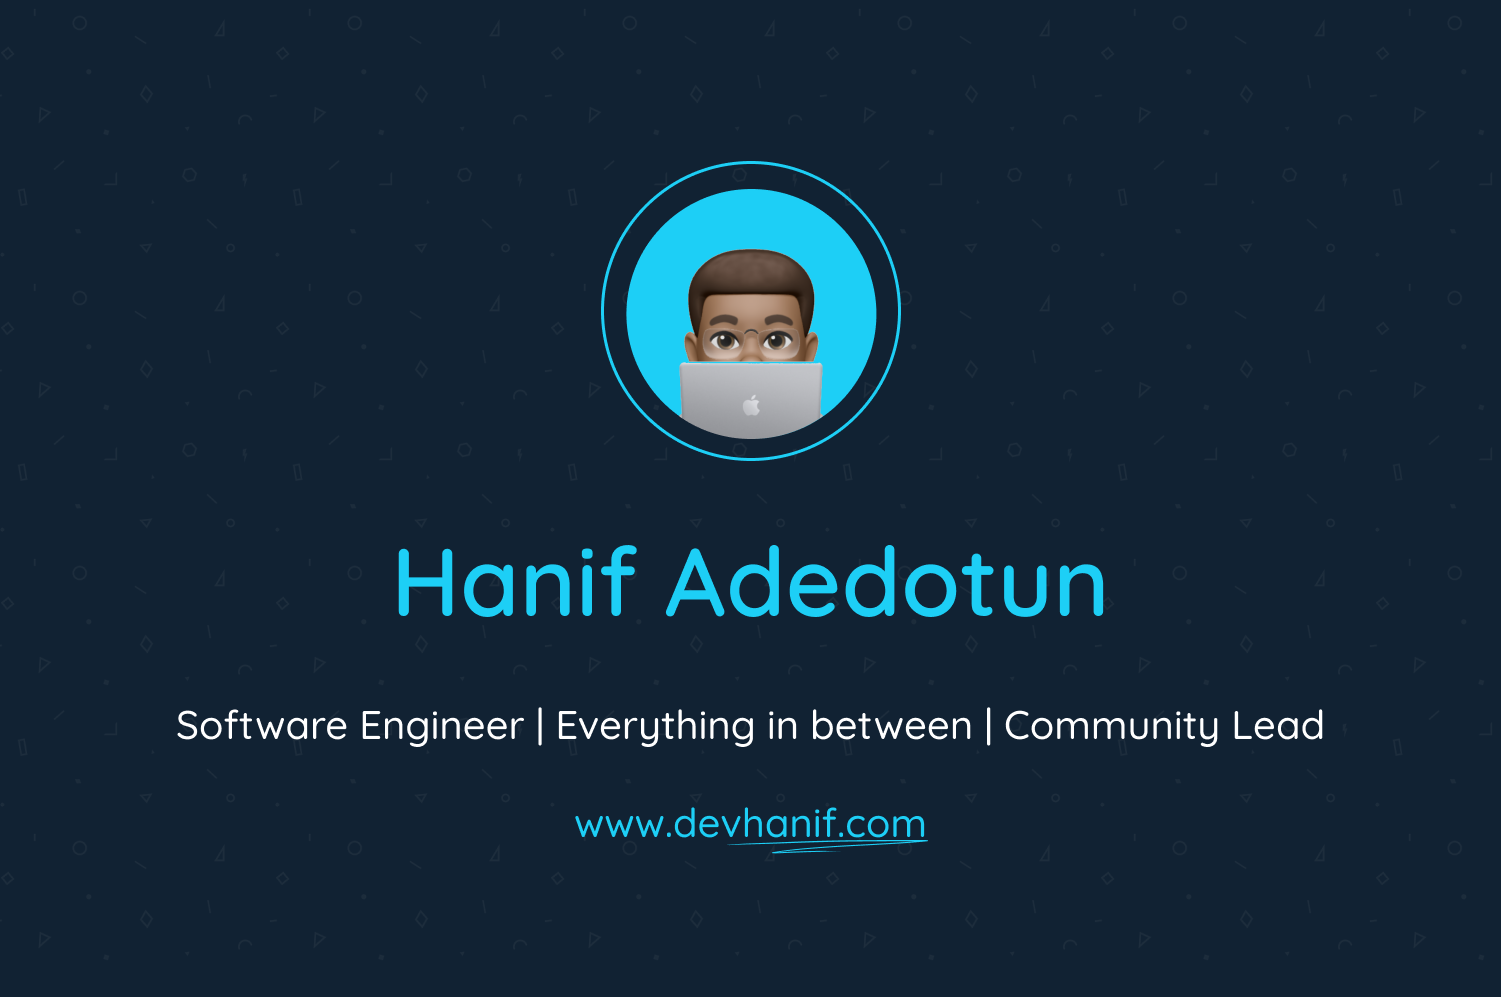 Hanif Adedotun
Software Engineer | Everything in between | Community Lead
www.devhanif.com